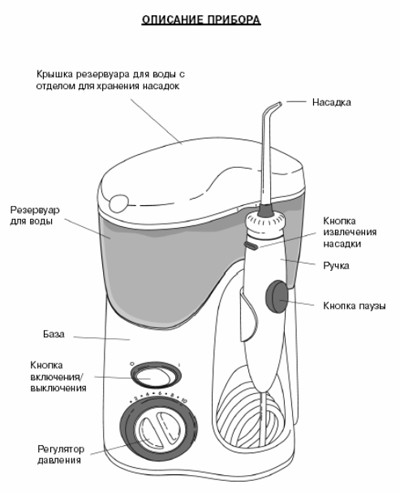 ОПИСАНИЕ ПРИБОРА
Крышка резервуара для воды с
отделом для хранения насадок
Насадка
Резервуар
для воды
Кнопка
извлечения
насадки
Ручка
Кнопка паузы
База
Кнопка
включения/
выключения
Регулятор
давления